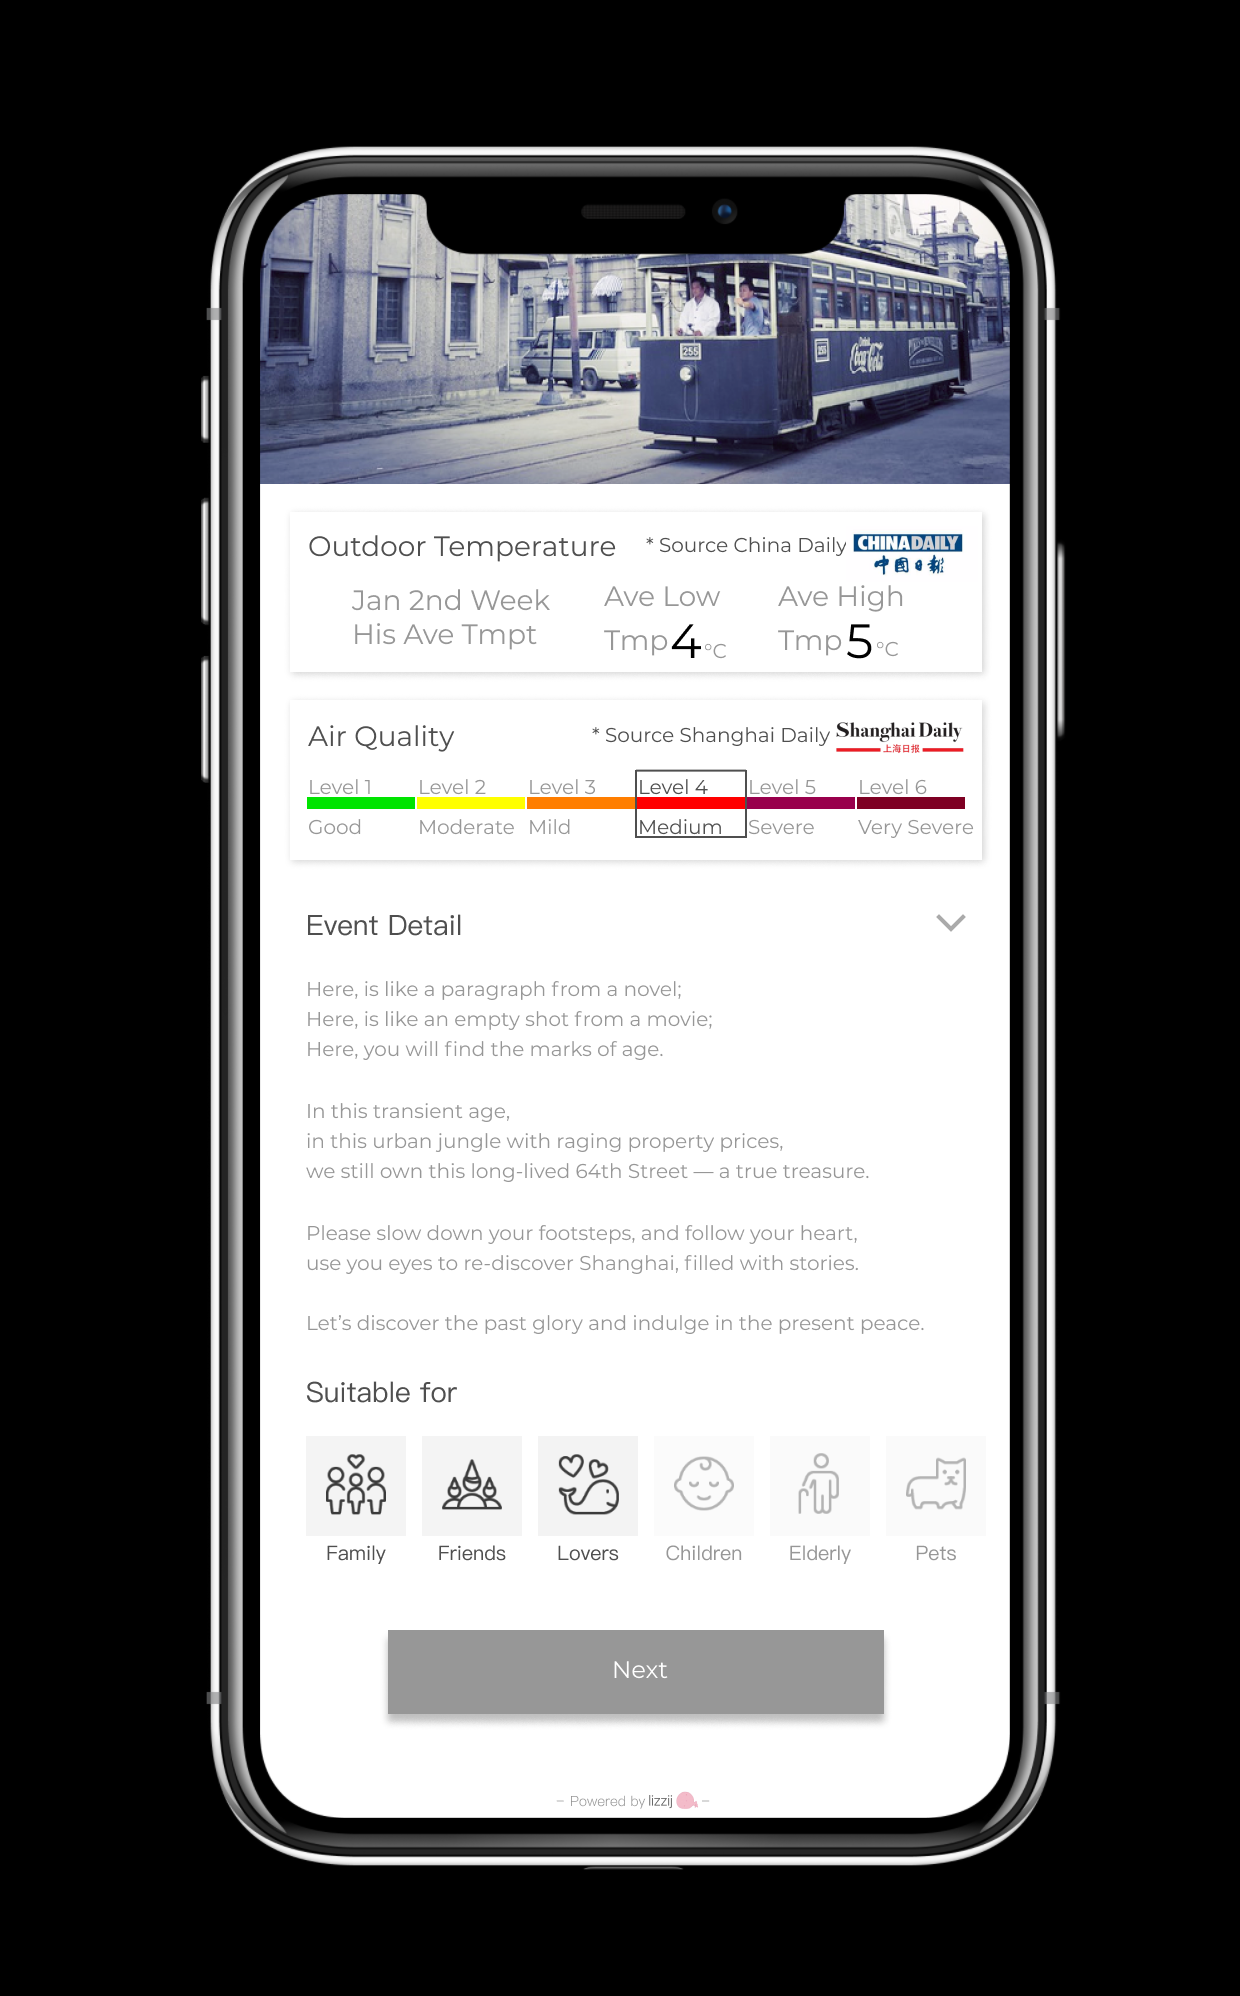 255
Drink
Coca-Cola
Outdoor Temperature
* Source China Daily
CHINADAILY
中國日報
Jan 2nd Week
His Ave Tmpt
Ave Low
Tmp 4 °C
Ave High
Tmp 5 °C
Air Quality
* Source Shanghai Daily
Shanghai Daily
上海日报
Level 1 Level 2 Level 3 Level 4 Level 5 Level 6
Good Moderate Mild Medium Severe Very Severe
Event Detail
Here, is like a paragraph from a novel;
Here, is like an empty shot from a movie;
Here, you will find the marks of age.
In this transient age,
in this urban jungle with raging property prices,
we still own this long-lived 64th Street — a true treasure.
Please slow down your footsteps, and follow your heart,
use you eyes to re-discover Shanghai, filled with stories.
Let's discover the past glory and indulge in the present peace.
Suitable for
Family Friends Lovers Children Elderly Pets
Next
– Powered by lizzij –